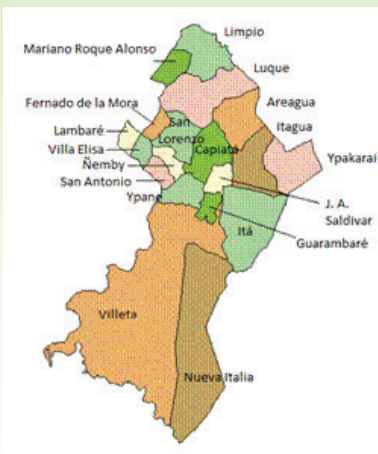 Limpio
Mariano Roque Alonso
Luque
Fernado de la Mora
Areagua
San
Lorenzo
Itagua
Lambaré
Capiata
Villa Elisa
Ypakarai
Ñemby
San Antonio
Ypane
J. A.
Saldivar
Itá
Guarambaré
Villeta
Nueva Italia